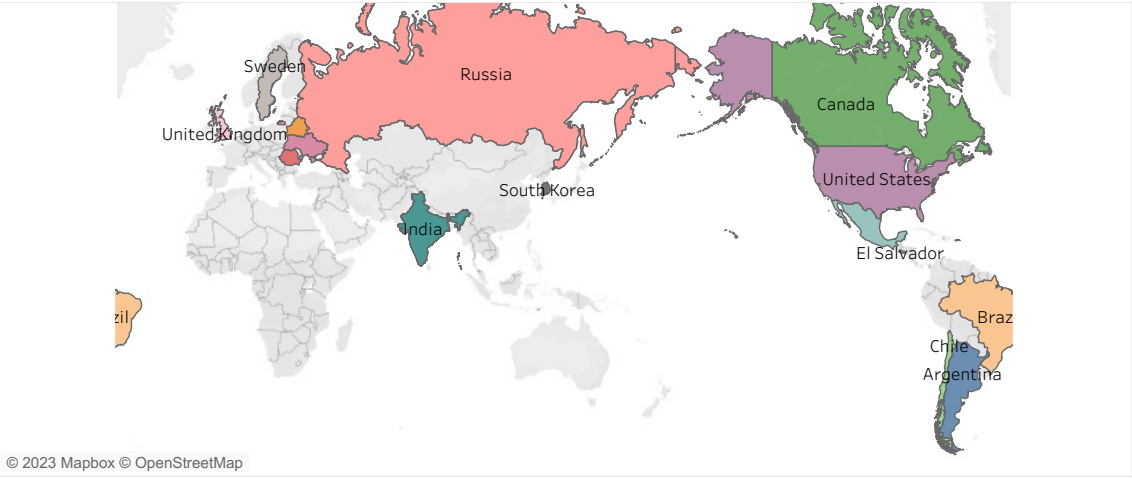 Sweden
Russia
Canada
United Kingdom
United States
South Korea
India
El Salvador
zil
Braz
Chile
Argentina
© 2023 Mapbox © OpenStreetMap